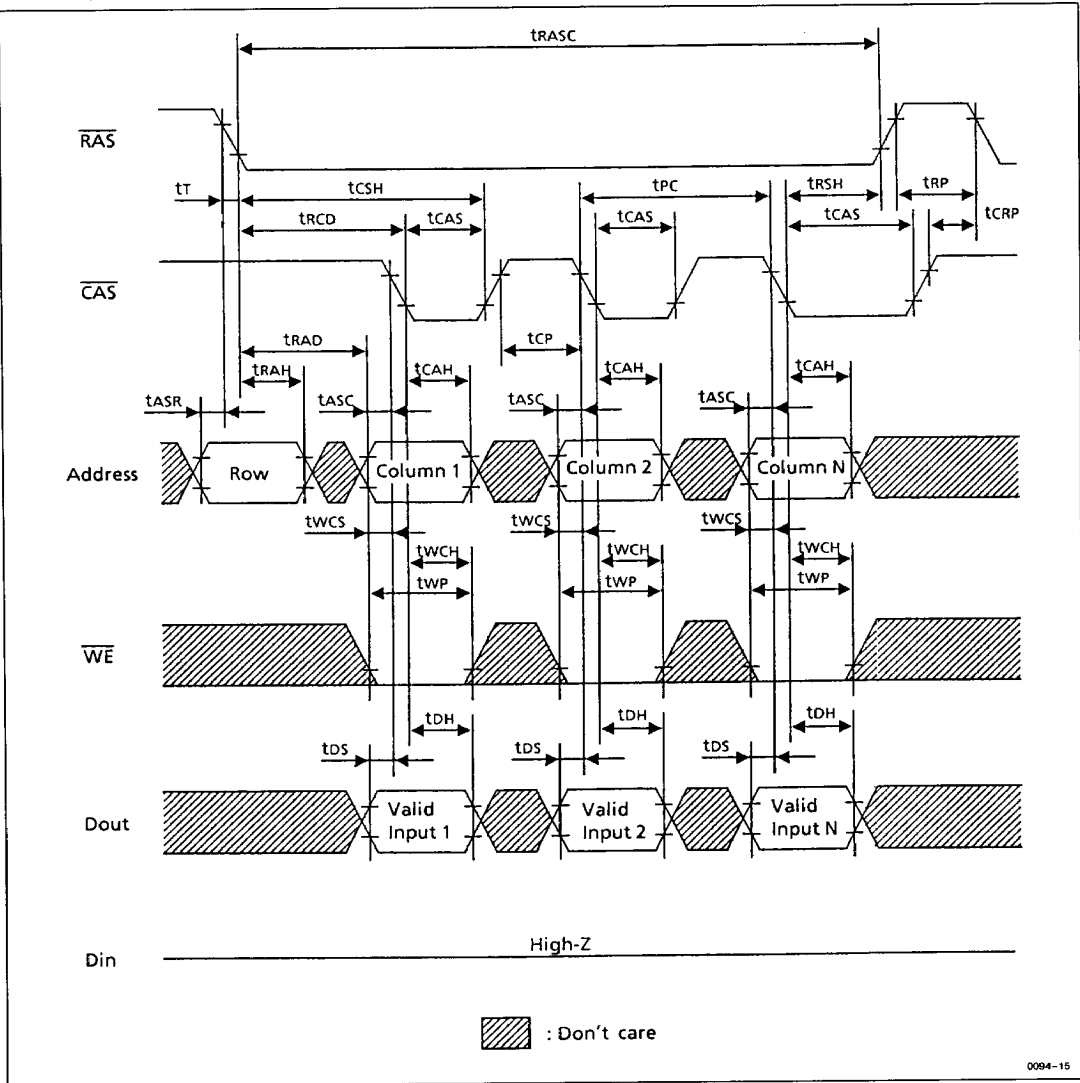 tRASC
RAS
tT
tCSH
tPC
tRSH
tRP
tRCD
tCAS
tCAS
tCAS
tCRP
CAS
tRAD
tCP
tRAH
tCAH
tCAH
tCAH
tASR
tASC
tASC
tASC
Address
Row
Column 1
Column 2
Column N
tWCS
tWCS
tWCS
tWCH
tWCH
tWCH
tWP
tWP
tWP
WE
tDH
tDH
tDH
tDS
tDS
tDS
Dout
Valid
Input 1
Valid
Input 2
Valid
Input N
Din
High-Z
: Don't care
0094-15